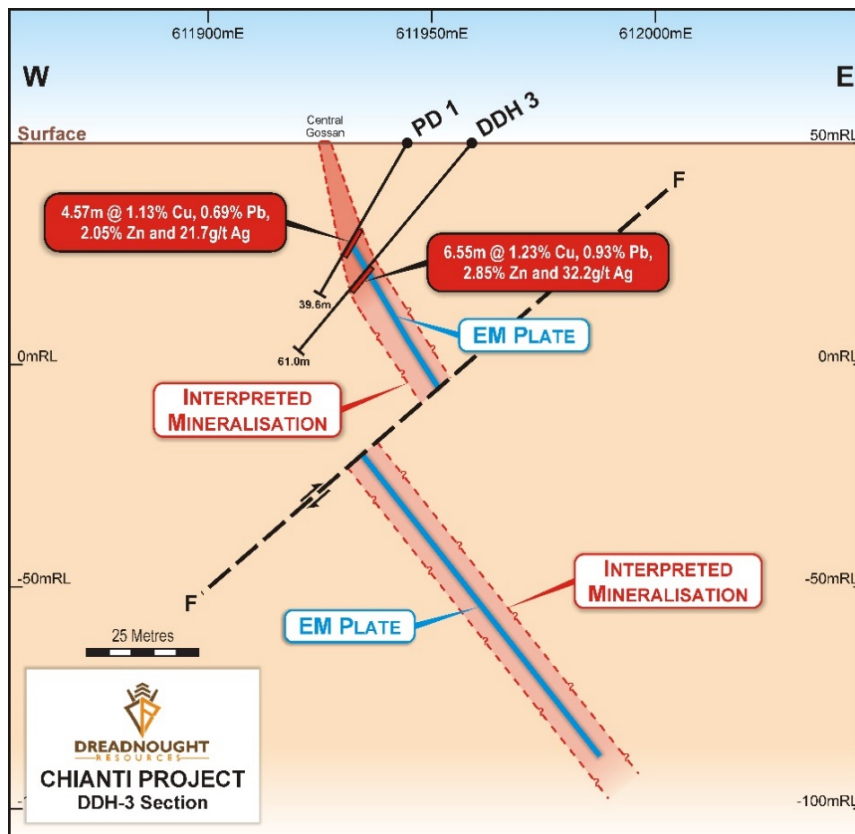 611900mE
611950mE
612000mE
W
E
Central
Gossan
PD 1
DDH 3
Surface
50mRL
F
4.57m @ 1.13% Cu, 0.69% Pb,
2.05% Zn and 21.7g/t Ag
6.55m @ 1.23% Cu, 0.93% Pb,
2.85% Zn and 32.2g/t Ag
39.6m
EM PLATE
61.0m
0mRL
0mRL
INTERPRETED
MINERALISATION
-50mRL
-50mRL
F
INTERPRETED
MINERALISATION
EM PLATE
25 Metres
DREADNOUGHT
RESOURCES
CHIANTI PROJECT
DDH-3 Section
-100mRL